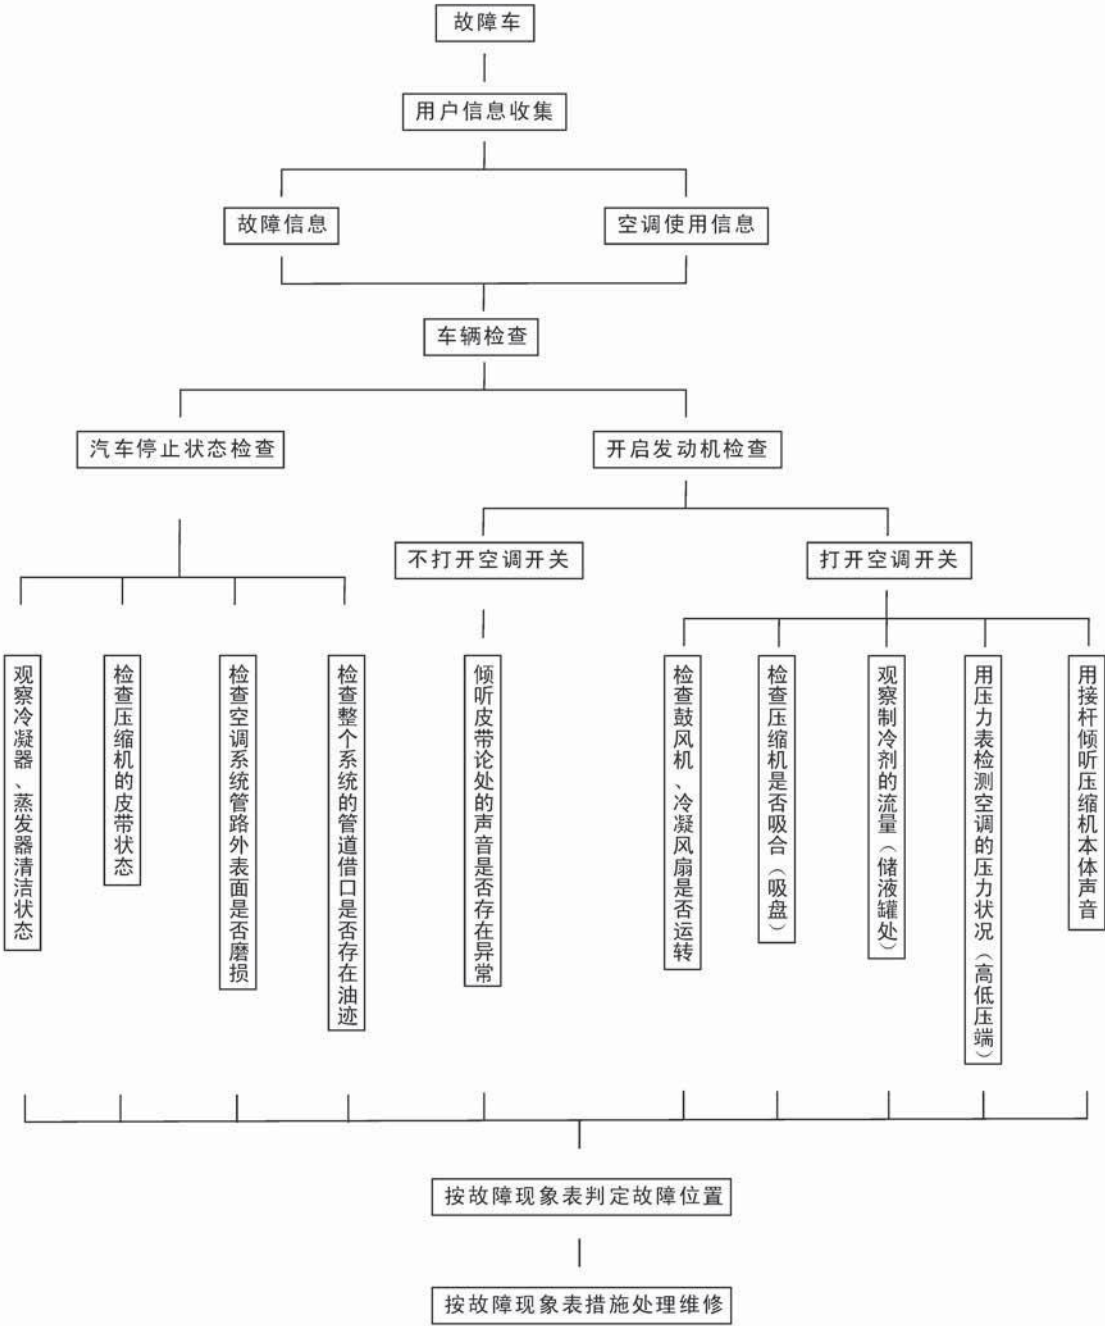 故障车
用户信息收集
故障信息
空调使用信息
车辆检查
汽车停止状态检查
开启发动机检查
不打开空调开关
打开空调开关
观察冷凝器、蒸发器清洁状态
检查压缩机的皮带状态
检查空调系统管路外表面是否磨损
检查整个系统的管道借口是否存在油迹
倾听皮带论处的声音是否存在异常
检查鼓风机、冷凝风扇是否运转
检查压缩机是否吸合（吸盘）
观察制冷剂的流量（储液罐处）
用压力表检测空调的压力状况（高低压端）
用接杆倾听压缩机本体声音
按故障现象表判定故障位置
按故障现象表措施处理维修